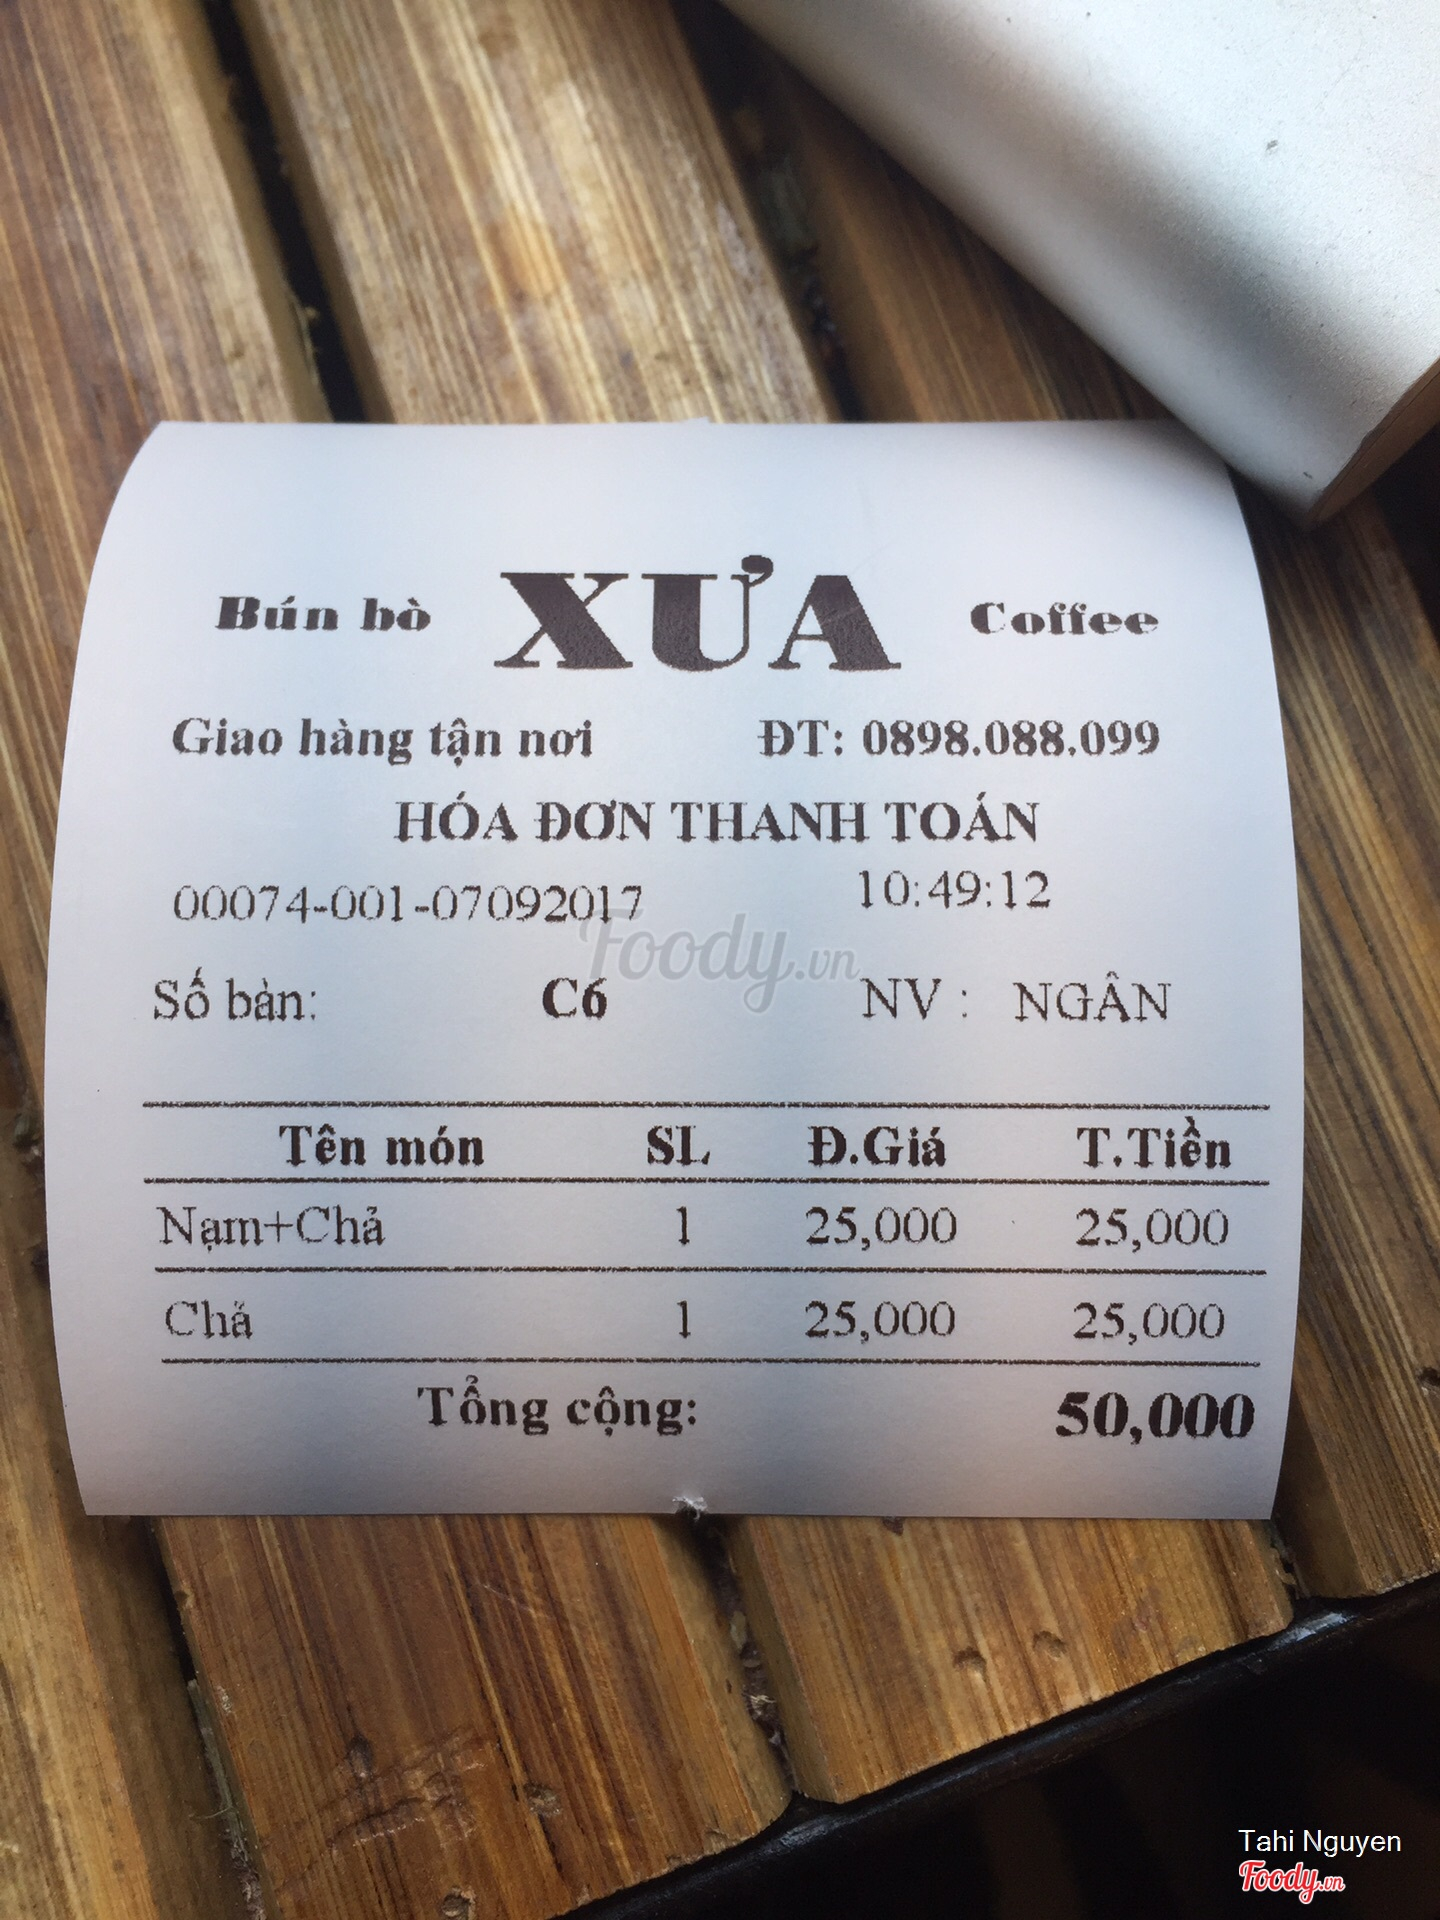 Bún bò XƯA Coffee
Giao hàng tận nơi ĐT: 0898.088.099
HÓA ĐƠN THANH TOÁN
00074-001-07092017 10:49:12
Foody.vn
Số bàn: C6 NV : NGÂN
Tên món SL Đ.Giá T.Tiền
Nạm+Chả 1 25,000 25,000
Chả 1 25,000 25,000
Tổng cộng: 50,000
Tahi Nguyen
Foody.vn